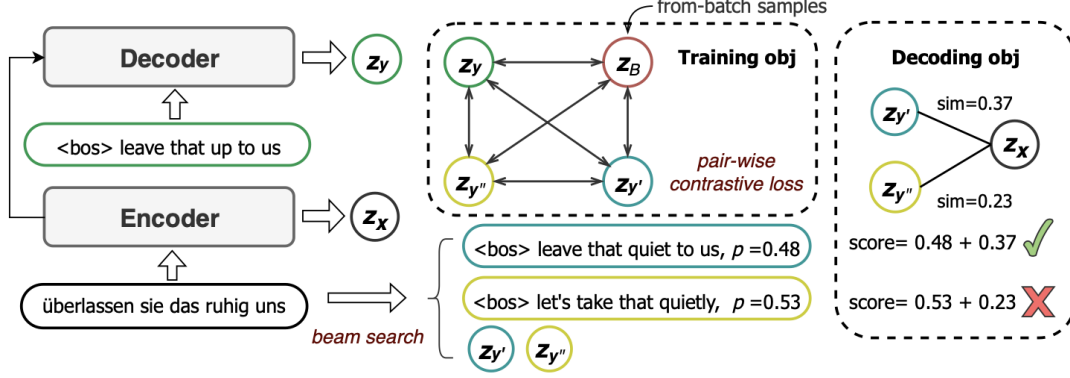 from-batch samples
Decoder
z_y
z_y
z_B
Training obj
Decoding obj
<bos> leave that up to us
z_y'
sim=0.37
z_x
pair-wise
contrastive loss
z_y''
z_y'
z_y''
sim=0.23
Encoder
z_x
<bos> leave that quiet to us, p =0.48
score= 0.48 + 0.37
überlassen sie das ruhig uns
<bos> let's take that quietly, p =0.53
score= 0.53 + 0.23
beam search
z_y'
z_y''